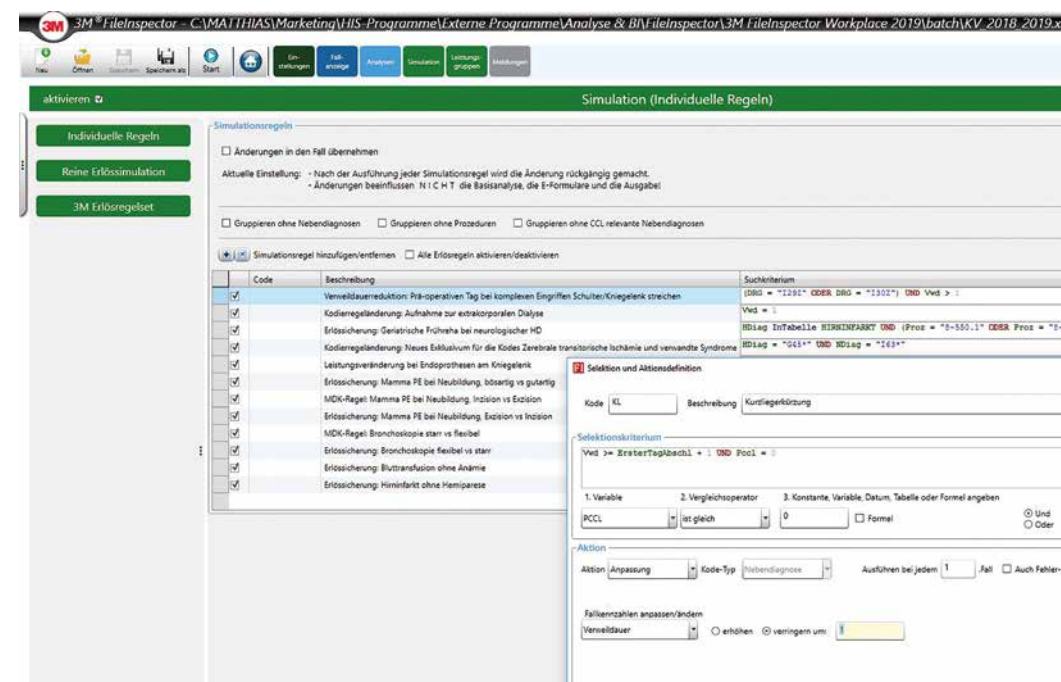 3M 3M® FileInspector - C:\MATTHIAS\Marketing\HIS-Programme\Externe Programme\Analyse & BI\FileInspector\3M FileInspector Workplace 2019\batch\KV_2018_2019.x
Neu Öffnen Speichern Speichern als Start Ein-stellungen Fall-anzeige Analysen Simulation Leistungs-gruppen Meldungen
aktivieren Simulation (Individuelle Regeln)
Individuelle Regeln
Reine Erlössimulation
3M Erlösregelset
Simulationsregeln
Änderungen in den Fall übernehmen
Aktuelle Einstellung: - Nach der Ausführung jeder Simulationsregel wird die Änderung rückgängig gemacht.
- Änderungen beeinflussen N I C H T die Basisanalyse, die E-Formulare und die Ausgabe!
Gruppieren ohne Nebendiagnosen Gruppieren ohne Prozeduren Gruppieren ohne CCL relevante Nebendiagnosen
Simulationsregel hinzufügen/entfernen Alle Erlösregeln aktivieren/deaktivieren
Code Beschreibung Suchkriterium
Verweildauerreduktion: Prä-operativen Tag bei komplexen Eingriffen Schulter/Kniegelenk streichen (DRG = "I29Z" ODER DRG = "I30Z") UND Vwd > 1
Kodierregeländerung: Aufnahme zur extrakorporalen Dialyse Vwd = 1
Erlössicherung: Geriatrische Frühreha bei neurologischer HD HDiag InTabelle HIRNINFARKT UND (Proz = "8-550.1" ODER Proz = "8-
Kodierregeländerung: Neues Exklusivum für die Kodes Zerebrale transitorische Ischämie und verwandte Syndrome HDiag = "G45*" UND NDiag = "I63*"
Leistungsveränderung bei Endoprothesen am Kniegelenk
Erlössicherung: Mamma PE bei Neubildung, bösartig vs gutartig
MDK-Regel: Mamma PE bei Neubildung, Inzision vs Exzision
Erlössicherung: Mamma PE bei Neubildung, Exzision vs Inzision
MDK-Regel: Bronchoskopie starr vs flexibel
Erlössicherung: Bronchoskopie flexibel vs starr
Erlössicherung: Bluttransfusion ohne Anämie
Erlössicherung: Hirninfarkt ohne Hemiparese
Selektion und Aktionsdefinition
Kode KL Beschreibung Kurzliegerkürzung
Selektionskriterium
Vwd >= ErsterTagAbschl + 1 UND Pccl = 0
1. Variable 2. Vergleichsoperator 3. Konstante, Variable, Datum, Tabelle oder Formel angeben
PCCL ist gleich 0 Formel Und
Oder
Aktion
Aktion Anpassung Kode-Typ Nebendiagnose Ausführen bei jedem 1 .Fall Auch Fehler-
Fallkennzahlen anpassen/ändern
Verweildauer erhöhen verringern um: 1